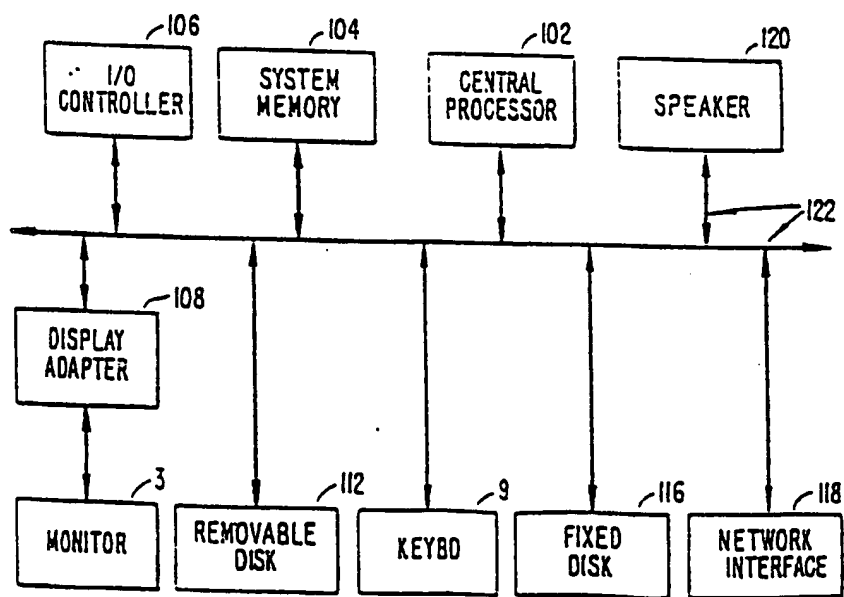 106
104
102
120
I/O
CONTROLLER
SYSTEM
MEMORY
CENTRAL
PROCESSOR
SPEAKER
122
108
DISPLAY
ADAPTER
3
112
9
116
118
MONITOR
REMOVABLE
DISK
KEYBD
FIXED
DISK
NETWORK
INTERFACE